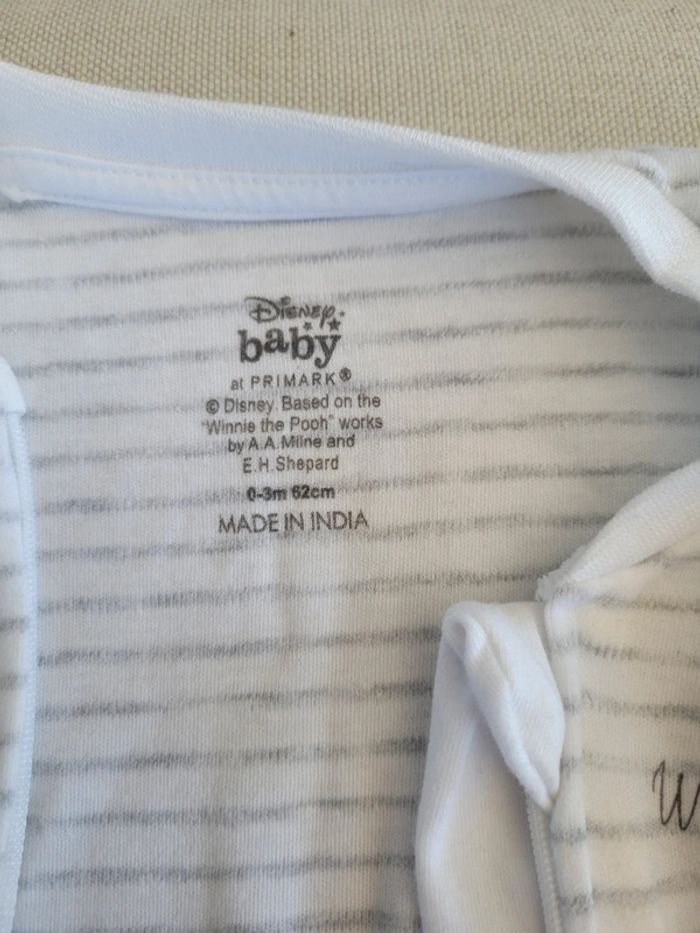 Disney
baby
at PRIMARK®
© Disney. Based on the
"Winnie the Pooh" works
by A.A.Milne and
E.H.Shepard
0-3m 62cm
MADE IN INDIA
W